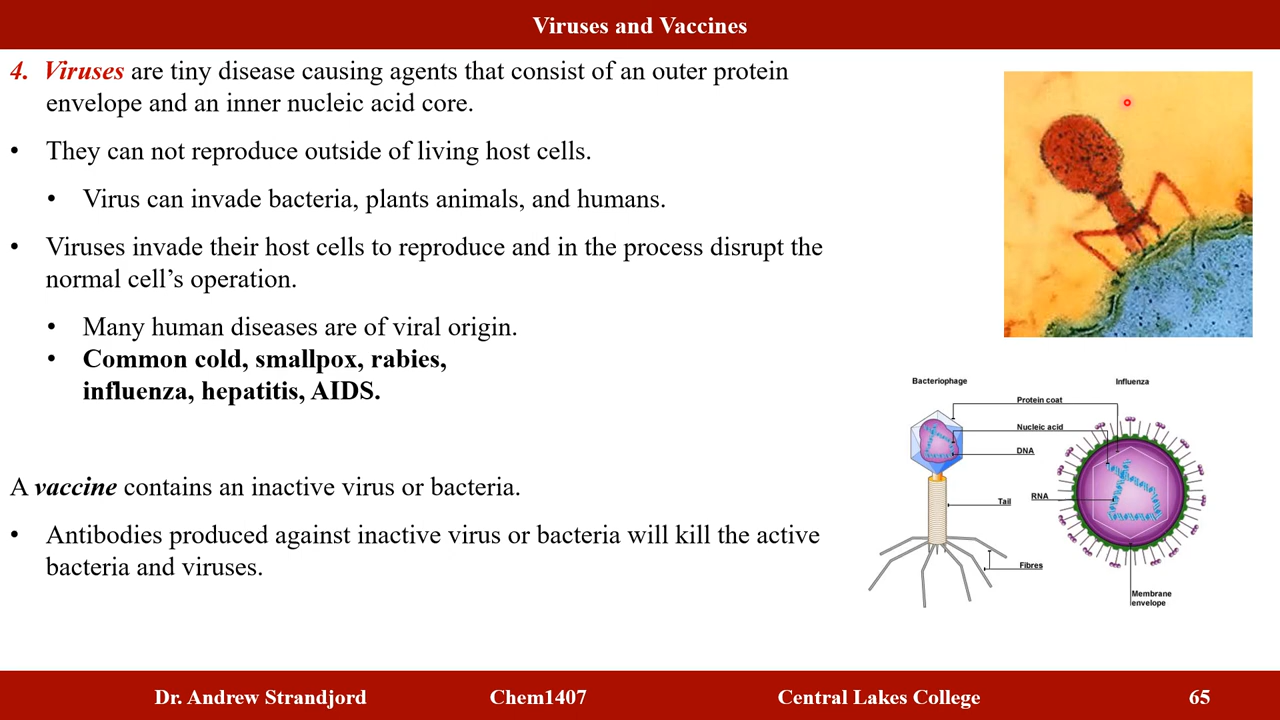 Viruses and Vaccines
4. Viruses are tiny disease causing agents that consist of an outer protein
envelope and an inner nucleic acid core.
• They can not reproduce outside of living host cells.
• Virus can invade bacteria, plants animals, and humans.
• Viruses invade their host cells to reproduce and in the process disrupt the
normal cell’s operation.
• Many human diseases are of viral origin.
• Common cold, smallpox, rabies,
influenza, hepatitis, AIDS.
A vaccine contains an inactive virus or bacteria.
• Antibodies produced against inactive virus or bacteria will kill the active
bacteria and viruses.
Bacteriophage
Influenza
Protein coat
Nucleic acid
DNA
RNA
Tail
Fibres
Membrane
envelope
Dr. Andrew Strandjord Chem1407 Central Lakes College 65